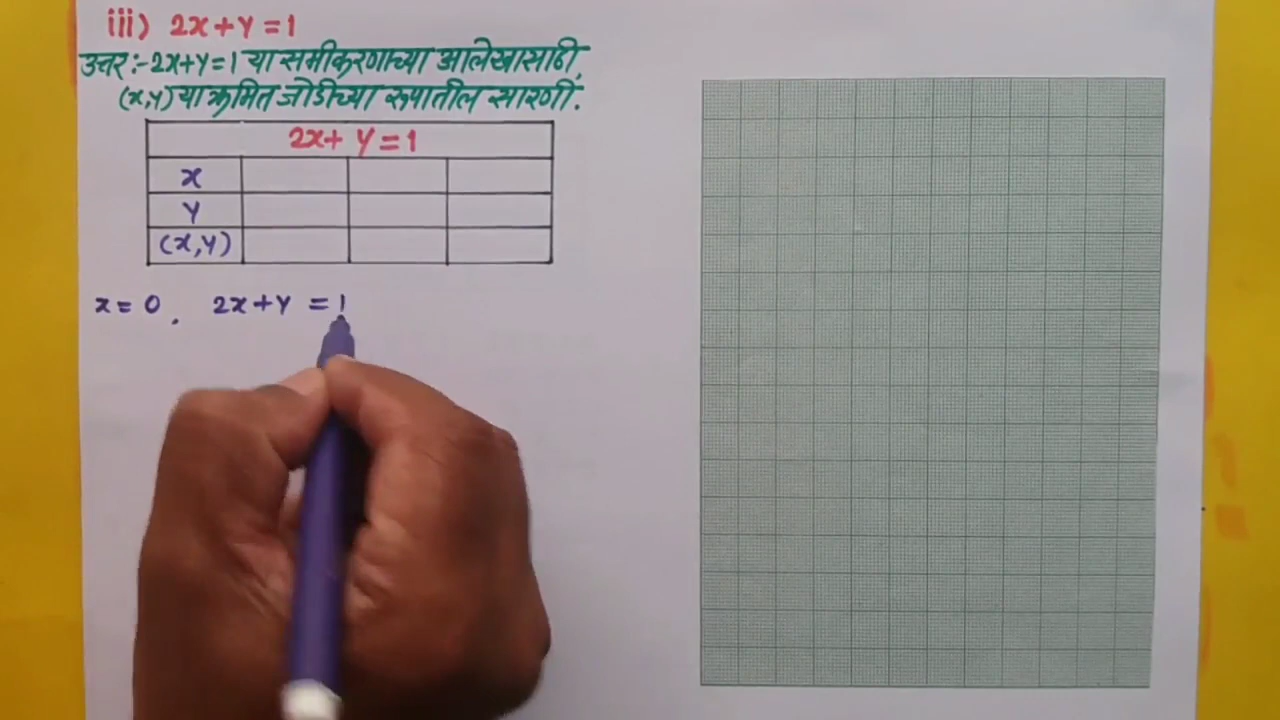 iii) 2x+y=1
उत्तर:- 2x+y=1 या समीकरणाच्या आलेखासाठी,
(x,y) या क्रमित जोडीच्या रूपातील सारणी.
2x+ y=1
x
y
(x,y)
x= 0, 2x+y =1